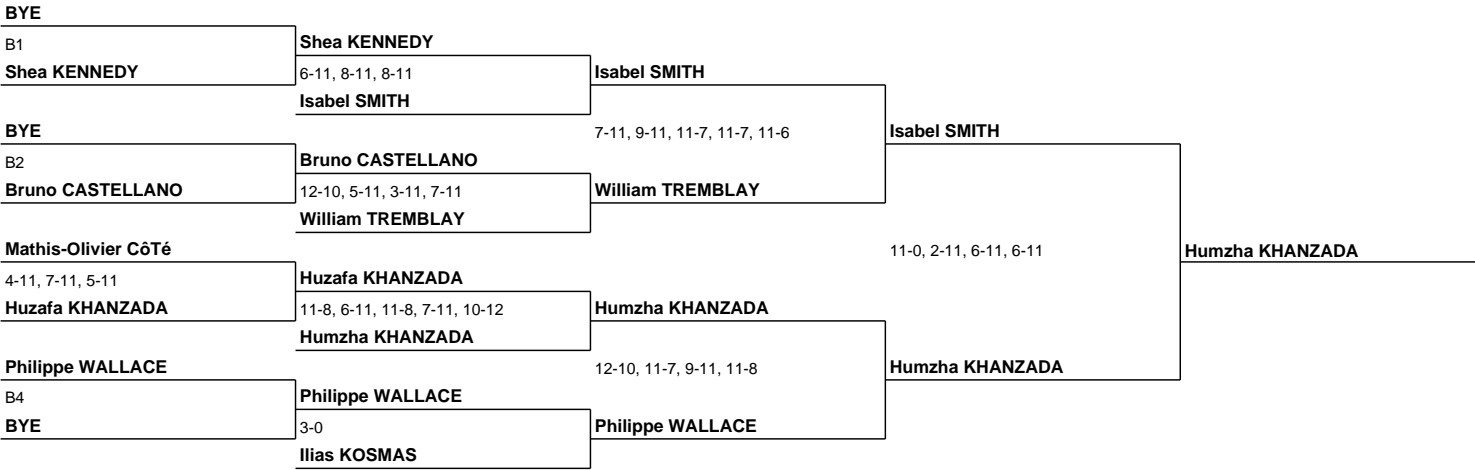 BYE
B1
Shea KENNEDY
BYE
B2
Bruno CASTELLANO
Mathis-Olivier CôTé
4-11, 7-11, 5-11
Huzafa KHANZADA
Philippe WALLACE
B4
BYE
Shea KENNEDY
6-11, 8-11, 8-11
Isabel SMITH
Bruno CASTELLANO
12-10, 5-11, 3-11, 7-11
William TREMBLAY
Huzafa KHANZADA
11-8, 6-11, 11-8, 7-11, 10-12
Humzha KHANZADA
Philippe WALLACE
3-0
Ilias KOSMAS
Isabel SMITH
7-11, 9-11, 11-7, 11-7, 11-6
William TREMBLAY
Humzha KHANZADA
12-10, 11-7, 9-11, 11-8
Philippe WALLACE
Isabel SMITH
11-0, 2-11, 6-11, 6-11
Humzha KHANZADA
Humzha KHANZADA